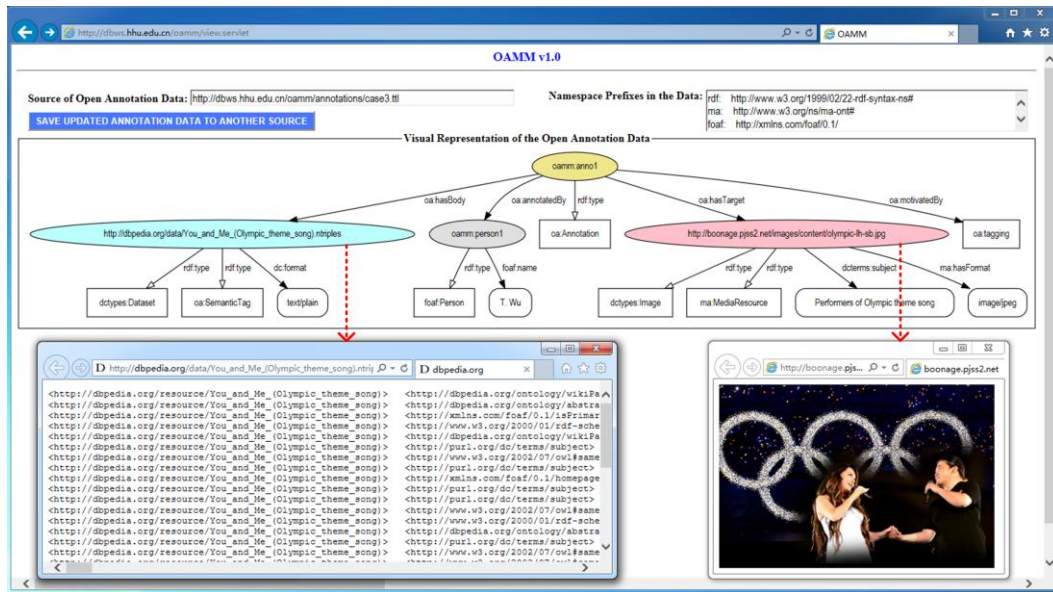 http://dbws.hhu.edu.cn/oamm/view.servlet
OAMM
OAMM v1.0
Source of Open Annotation Data: http://dbws.hhu.edu.cn/oamm/annotations/case3.ttl
Namespace Prefixes in the Data: rdf: http://www.w3.org/1999/02/22-rdf-syntax-ns#
ma: http://www.w3.org/ns/ma-ont#
foaf: http://xmlns.com/foaf/0.1/
SAVE UPDATED ANNOTATION DATA TO ANOTHER SOURCE
Visual Representation of the Open Annotation Data
oamm:anno1
oa:hasBody oa:annotatedBy rdf:type oa:hasTarget oa:motivatedBy
http://dbpedia.org/data/You_and_Me_(Olympic_theme_song).ntriples oamm:person1 oa:Annotation http://boonage.pjss2.net/images/content/olympic-lh-sb.jpg oa:tagging
rdf:type rdf:type dc:format rdf:type foaf:name rdf:type rdf:type dcterms:subject ma:hasFormat
dctypes:Dataset oa:SemanticTag text/plain foaf:Person T. Wu dctypes:Image ma:MediaResource Performers of Olympic theme song image/jpeg
D http://dbpedia.org/data/You_and_Me_(Olympic_theme_song).ntri D dbpedia.org
http://boonage.pjs... boonage.pjss2.net
<http://dbpedia.org/resource/You_and_Me_(Olympic_theme_song)> <http://dbpedia.org/ontology/wikiPa
<http://dbpedia.org/resource/You_and_Me_(Olympic_theme_song)> <http://dbpedia.org/ontology/abstra
<http://dbpedia.org/resource/You_and_Me_(Olympic_theme_song)> <http://xmlns.com/foaf/0.1/isPrimar
<http://dbpedia.org/resource/You_and_Me_(Olympic_theme_song)> <http://www.w3.org/2000/01/rdf-sche
<http://dbpedia.org/resource/You_and_Me_(Olympic_theme_song)> <http://dbpedia.org/ontology/wikiPa
<http://dbpedia.org/resource/You_and_Me_(Olympic_theme_song)> <http://purl.org/dc/terms/subject>
<http://dbpedia.org/resource/You_and_Me_(Olympic_theme_song)> <http://www.w3.org/2002/07/owl#same
<http://dbpedia.org/resource/You_and_Me_(Olympic_theme_song)> <http://purl.org/dc/terms/subject>
<http://dbpedia.org/resource/You_and_Me_(Olympic_theme_song)> <http://xmlns.com/foaf/0.1/homepage
<http://dbpedia.org/resource/You_and_Me_(Olympic_theme_song)> <http://purl.org/dc/terms/subject>
<http://dbpedia.org/resource/You_and_Me_(Olympic_theme_song)> <http://purl.org/dc/terms/subject>
<http://dbpedia.org/resource/You_and_Me_(Olympic_theme_song)> <http://www.w3.org/2002/07/owl#same
<http://dbpedia.org/resource/You_and_Me_(Olympic_theme_song)> <http://www.w3.org/2000/01/rdf-sche
<http://dbpedia.org/resource/You_and_Me_(Olympic_theme_song)> <http://dbpedia.org/ontology/abstra
<http://dbpedia.org/resource/You_and_Me_(Olympic_theme_song)> <http://purl.org/dc/terms/subject>
<http://dbpedia.org/resource/You_and_Me_(Olympic_theme_song)> <http://www.w3.org/2002/07/owl#same